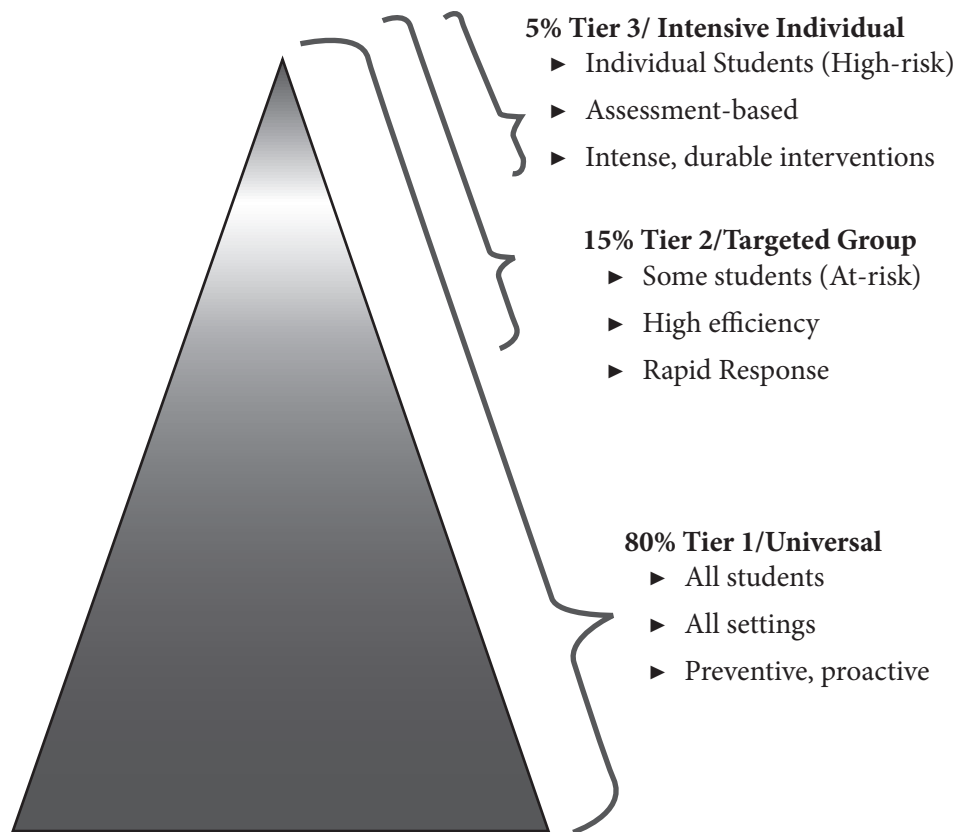 5% Tier 3/ Intensive Individual
► Individual Students (High-risk)
► Assessment-based
► Intense, durable interventions
15% Tier 2/Targeted Group
► Some students (At-risk)
► High efficiency
► Rapid Response
80% Tier 1/Universal
► All students
► All settings
► Preventive, proactive